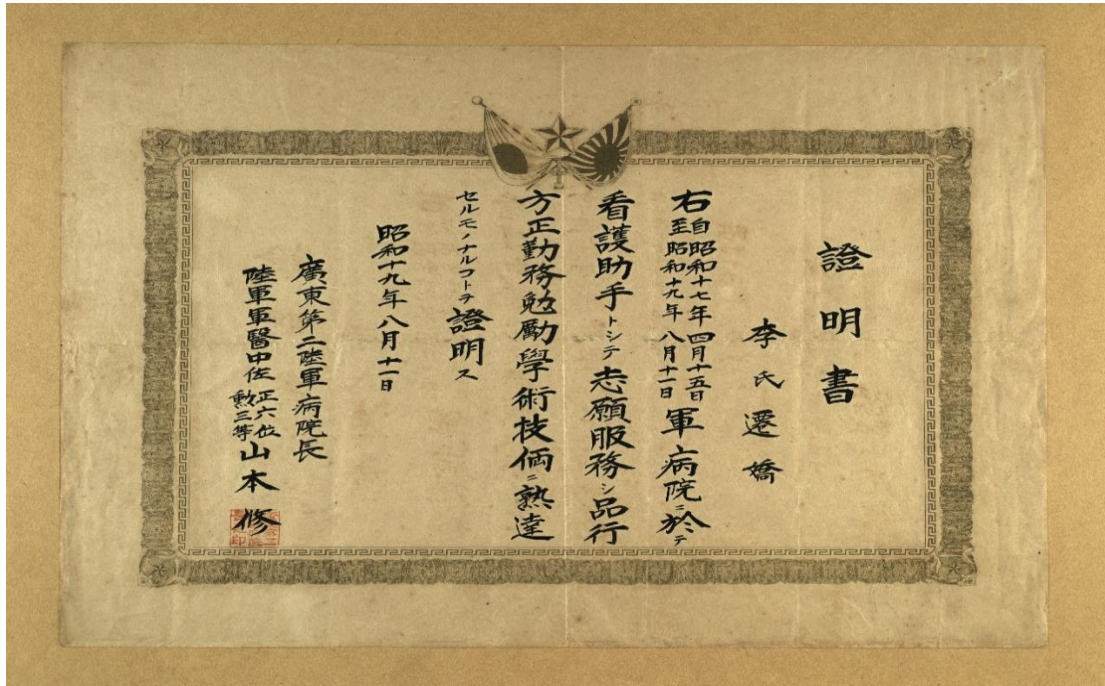 證明書
李氏還嬌
右自昭和十七年四月十五日至昭和十九年八月十一日軍病院ニ於テ
看護助手トシテ志願服務シ品行
方正勤務勉勵學術技倆ニ熟達
セルモノナルコトヲ證明ス
昭和十九年八月十一日
廣東第二陸軍病院長
陸軍軍醫中佐正六位勲三等山本修